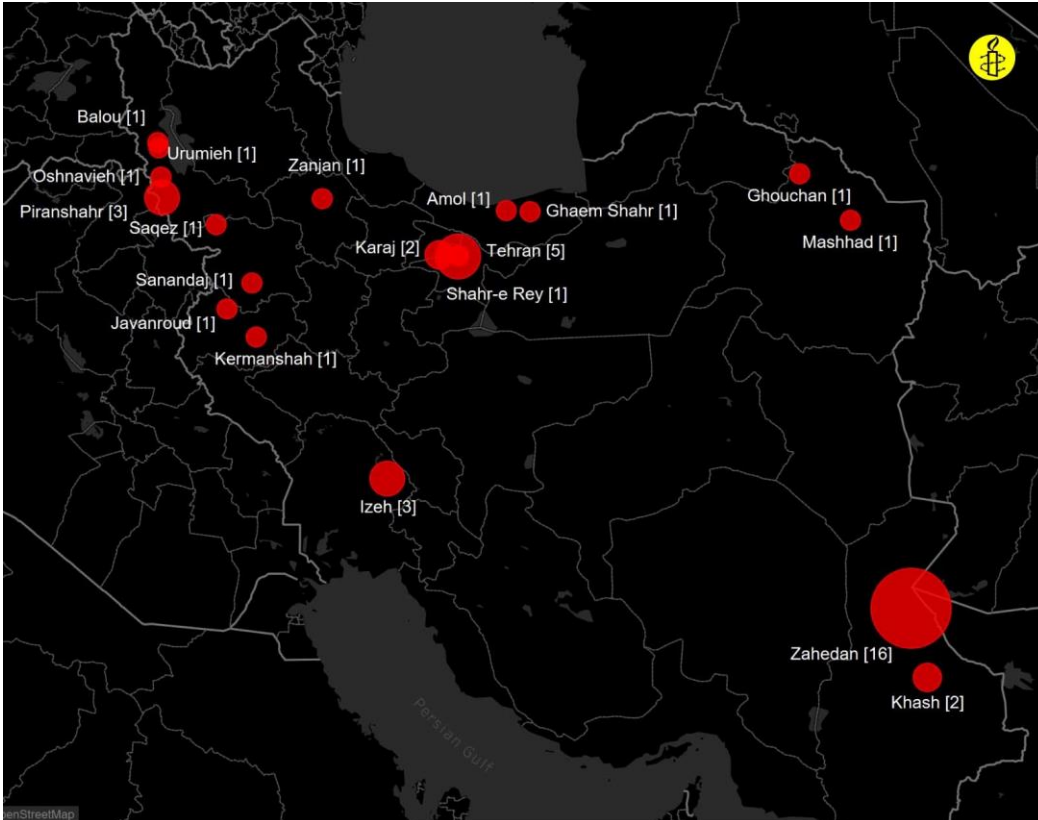 Balou [1]
Urumieh [1]
Zanjan [1]
Oshnavieh [1]
Ghouchan [1]
Amol [1]
Ghaem Shahr [1]
Piranshahr [3]
Saqez [1]
Mashhad [1]
Karaj [2]
Tehran [5]
Sanandaj [1]
Shahr-e Rey [1]
Javanroud [1]
Kermanshah [1]
Izeh [3]
Zahedan [16]
Khash [2]
Persian Gulf
penStreetMap